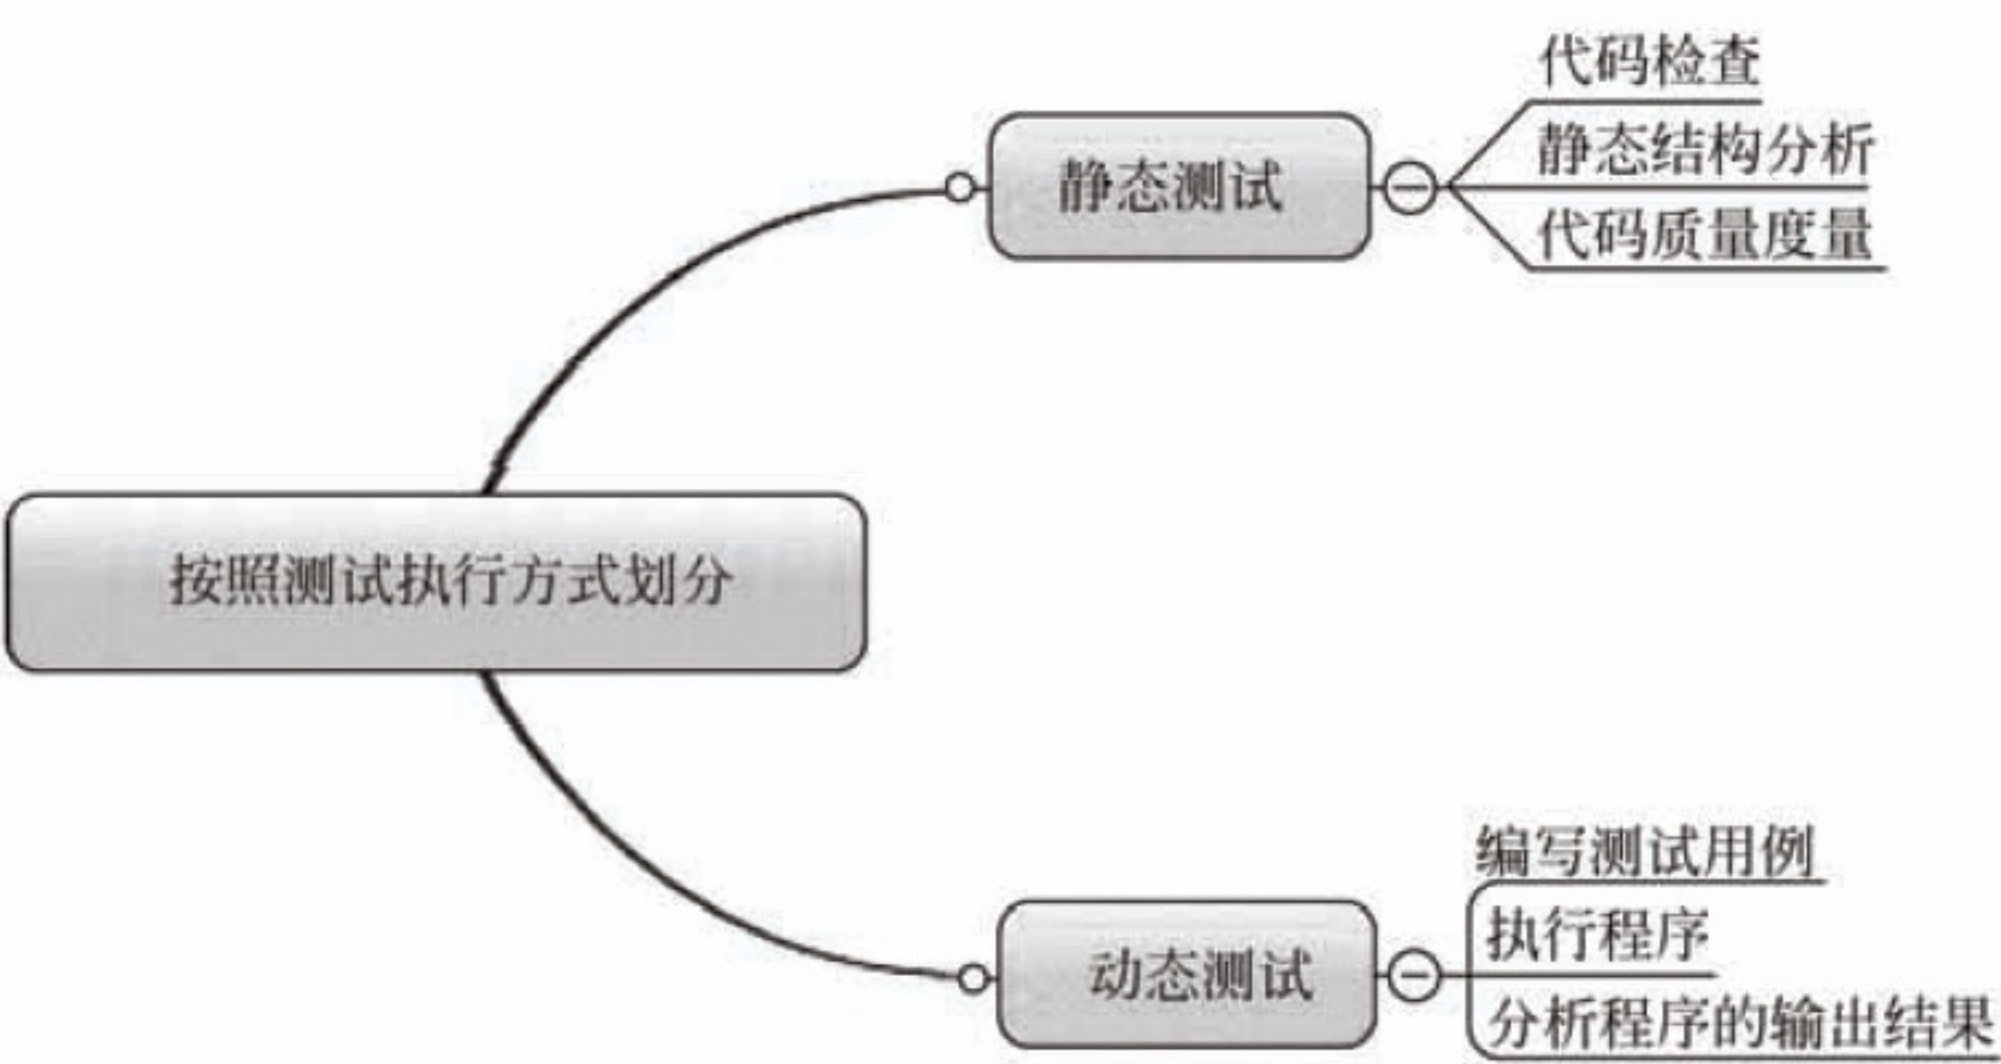 代码检查
静态结构分析
静态测试
代码质量度量
按照测试执行方式划分
编写测试用例
执行程序
动态测试
分析程序的输出结果